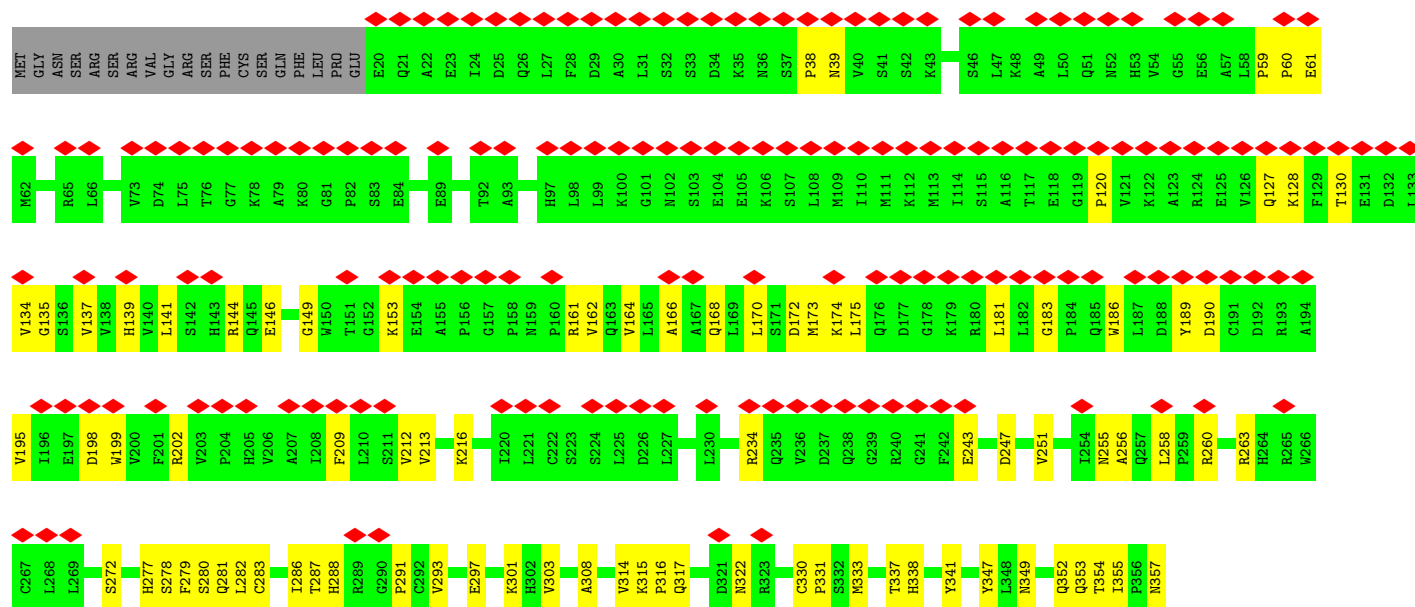 MET GLY ASN SER ARG SER ARG VAL GLY ARG SER PHE CYS SER GLN PHE LEU PRO GLU E20 Q21 A22 E23 I24 D25 Q26 L27 F28 D29 A30 L31 S32 S33 D34 K35 N36 S37 P38 N39 V40 S41 S42 K43 S46 L47 K48 A49 L50 Q51 N52 H53 V54 G55 E56 A57 L58 P59 P60 E61
M62 R65 L66 V73 D74 L75 T76 G77 K78 A79 K80 G81 P82 S83 E84 E89 T92 A93 H97 L98 L99 K100 G101 N102 S103 E104 E105 K106 S107 L108 M109 I110 M111 K112 M113 I114 S115 A116 T117 E118 G119 P120 V121 K122 A123 R124 E125 V126 Q127 K128 F129 T130 E131 D132 L133
V134 G135 S136 V137 V138 H139 V140 L141 S142 H143 R144 Q145 E146 G149 W150 T151 G152 K153 E154 A155 P156 G157 P158 N159 P160 R161 V162 Q163 V164 L165 A166 A167 Q168 L169 L170 S171 D172 M173 K174 L175 Q176 D177 G178 K179 R180 L181 L182 G183 P184 Q185 W186 L187 D188 Y189 D190 C191 D192 R193 A194
V195 I196 E197 D198 W199 V200 F201 R202 V203 P204 H205 V206 A207 I208 F209 L210 S211 V212 V213 K216 I220 L221 C222 S223 S224 L225 D226 L227 L230 R234 Q235 V236 D237 Q238 G239 R240 G241 F242 E243 D247 V251 I254 N255 A256 Q257 L258 P259 R260 R263 H264 R265 W266
C267 L268 L269 S272 H277 S278 F279 S280 Q281 L282 C283 I286 T287 H288 R289 G290 P291 C292 V293 E297 K301 H302 V303 A308 V314 K315 P316 Q317 D321 N322 R323 C330 P331 S332 M333 T337 H338 Y341 Y347 L348 N349 Q352 Q353 T354 I355 P356 N357